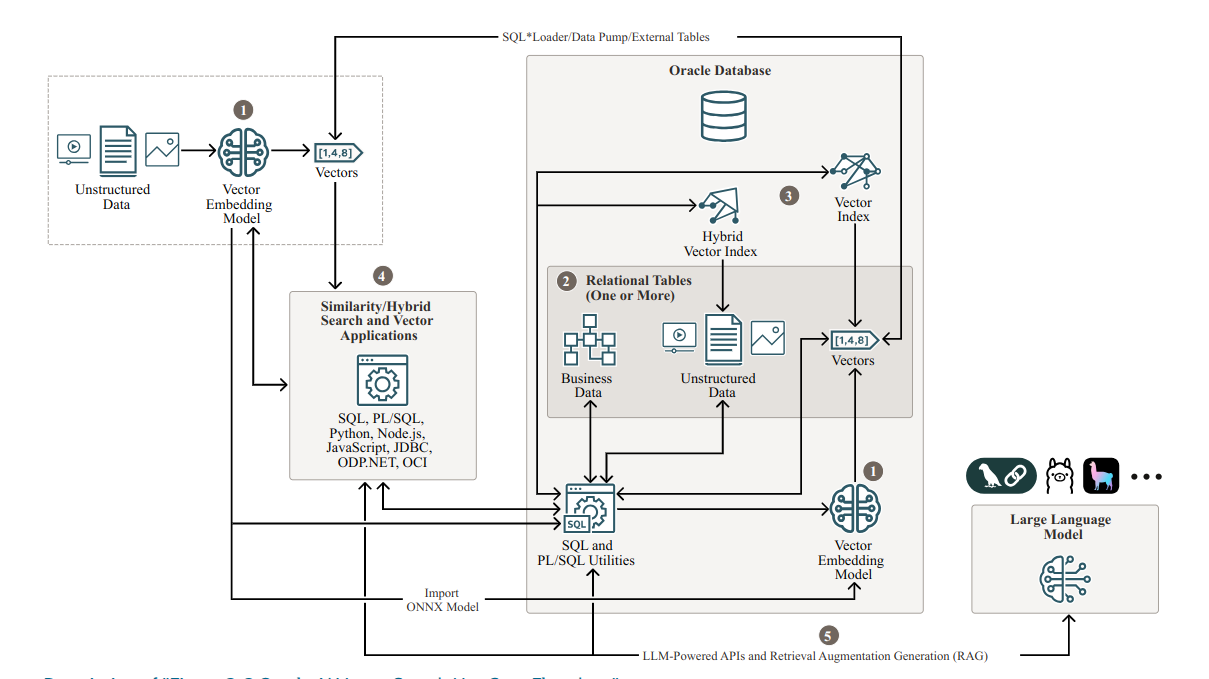 SQL*Loader/Data Pump/External Tables
Oracle Database
1
[1,4,8]
Unstructured
Data
Vector
Embedding
Model
Vectors
3
Vector
Index
Hybrid
Vector Index
2
Relational Tables
(One or More)
4
Similarity/Hybrid
Search and Vector
Applications
[1,4,8]
Vectors
Business
Data
Unstructured
Data
SQL, PL/SQL,
Python, Node.js,
JavaScript, JDBC,
ODP.NET, OCI
1
SQL
SQL and
PL/SQL Utilities
Vector
Embedding
Model
Large Language
Model
Import
ONNX Model
5
LLM-Powered APIs and Retrieval Augmentation Generation (RAG)